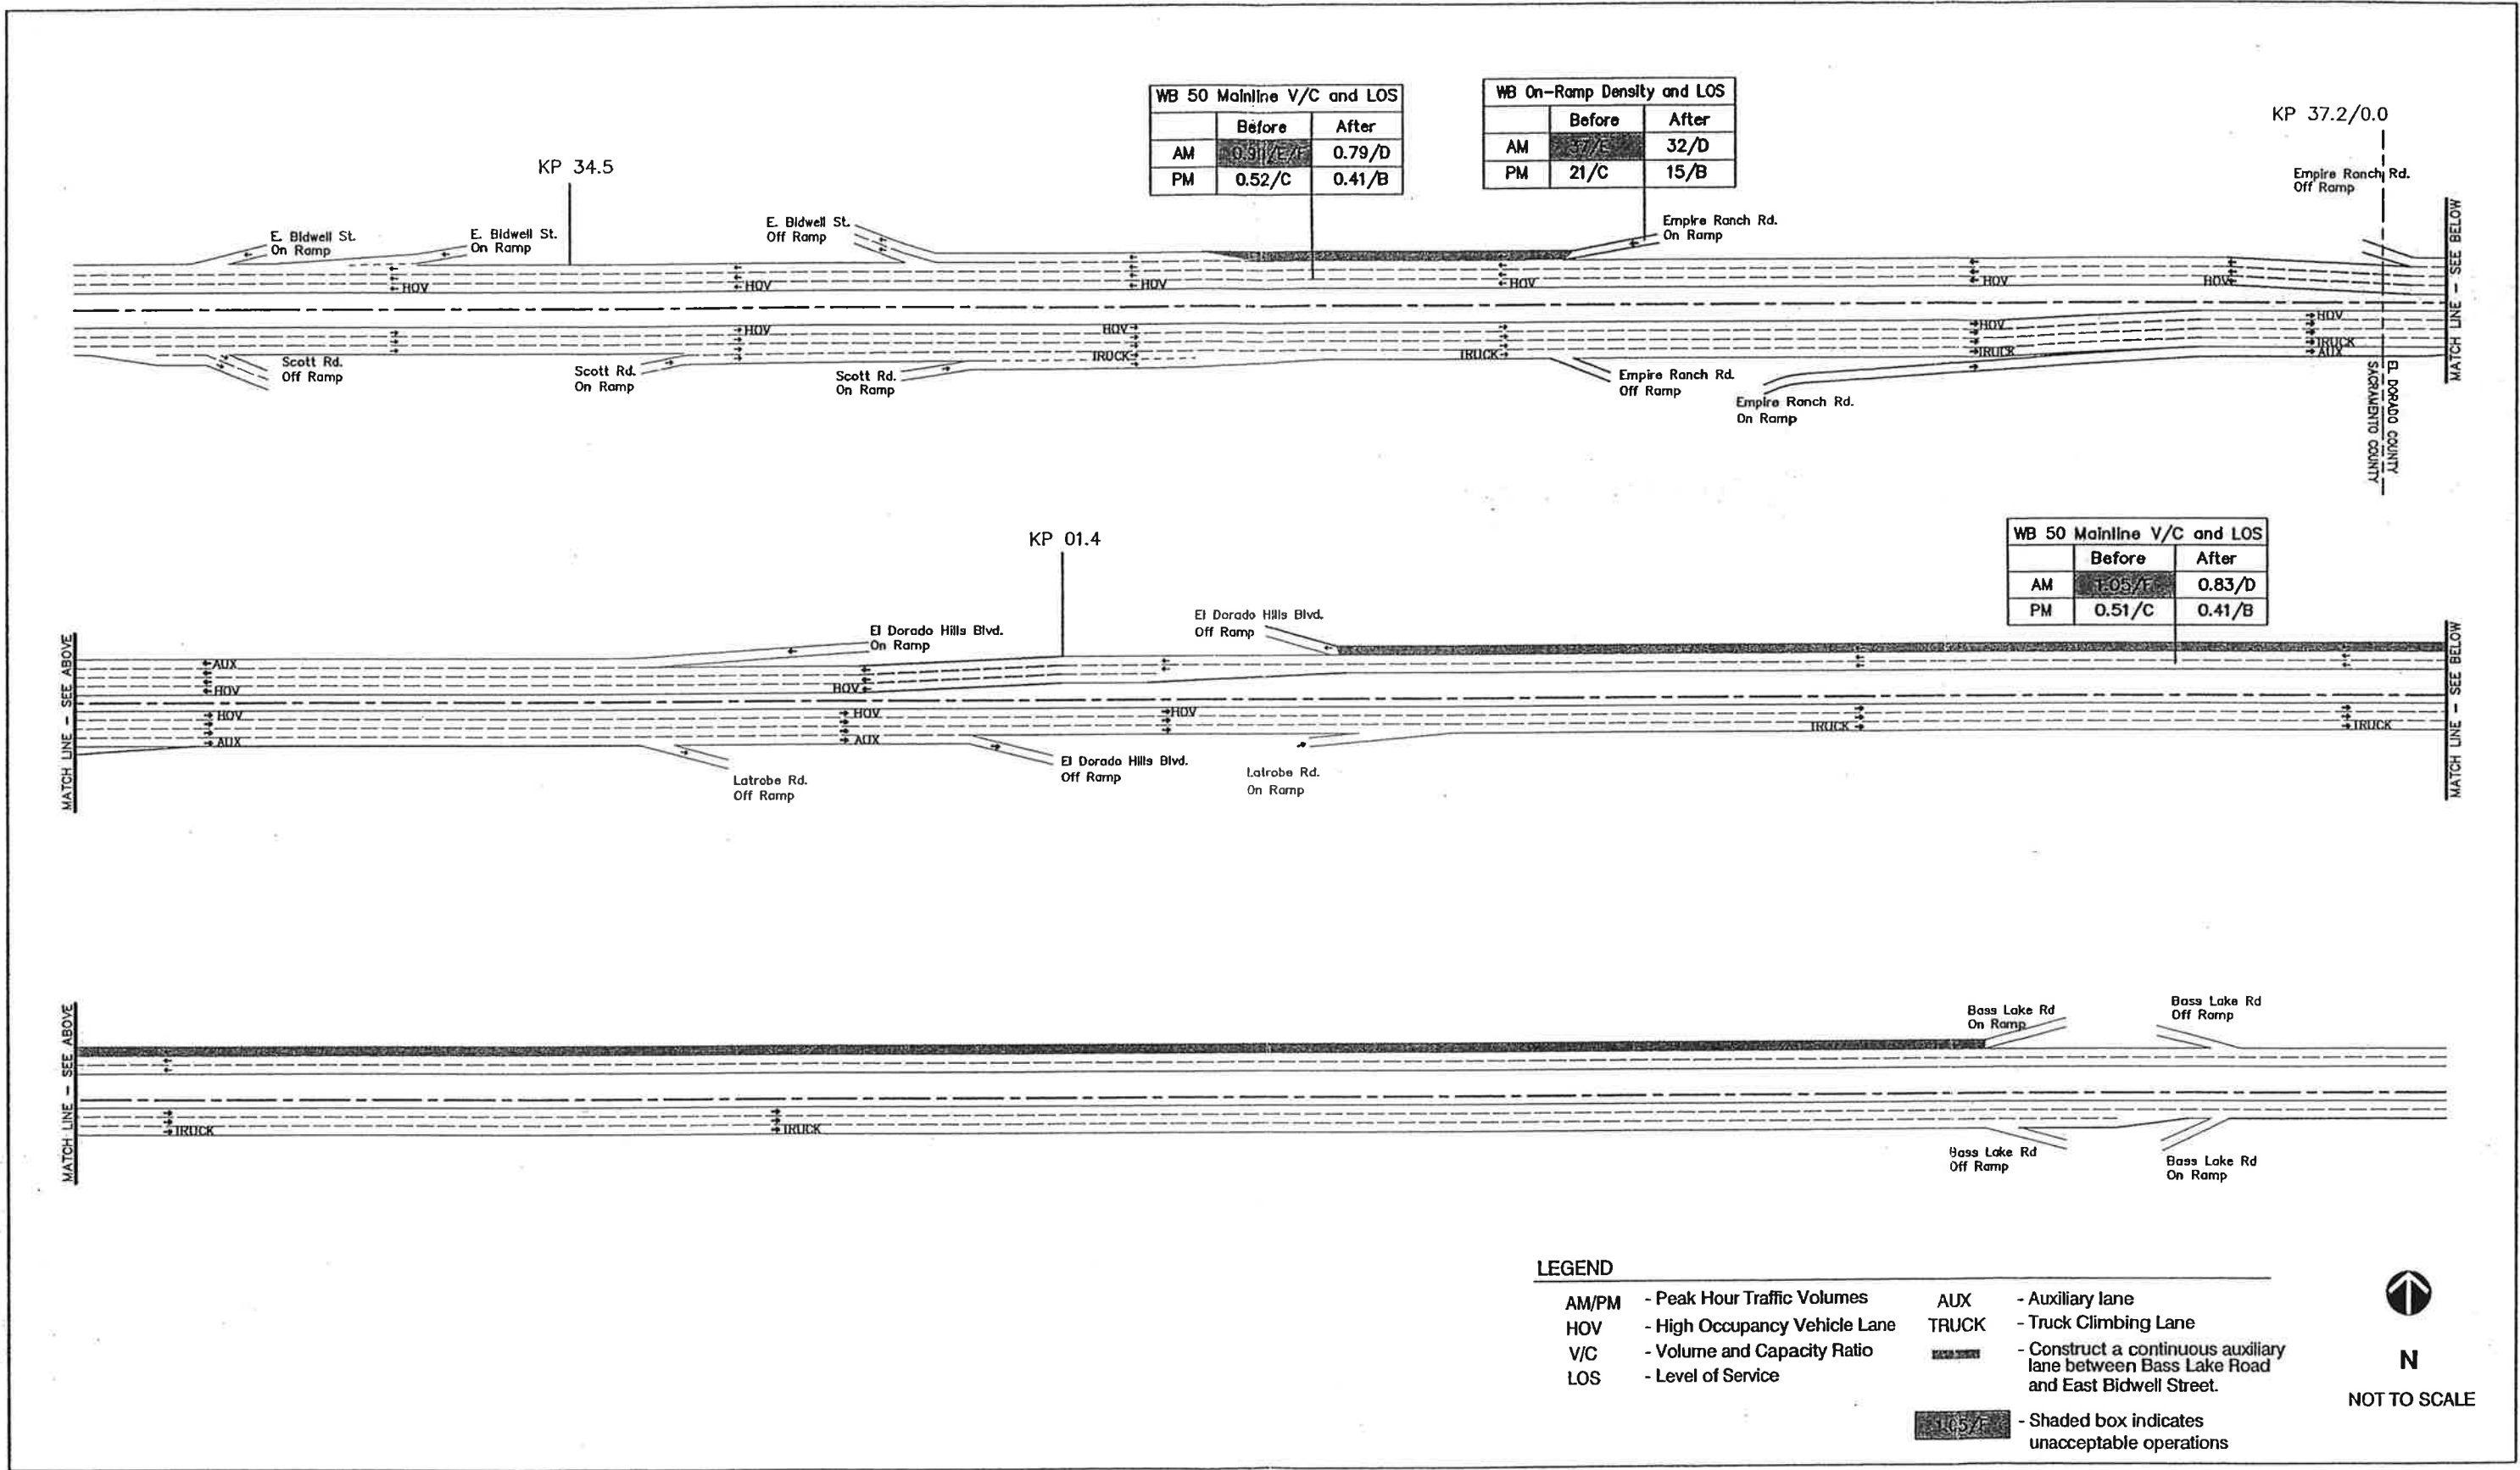 WB 50 Mainline V/C and LOS
Before After
AM 0.79/D
PM 0.52/C 0.41/B
WB On-Ramp Density and LOS
Before After
AM 37/E 32/D
PM 21/C 15/B
KP 37.2/0.0
KP 34.5
Empire Ranch Rd.
Off Ramp
E. Bidwell St.
On Ramp
E. Bidwell St.
On Ramp
E. Bidwell St.
Off Ramp
Empire Ranch Rd.
On Ramp
HOV HOV HOV HOV HOV HOV
HOV HOV HOV HOV
TRUCK TRUCK TRUCK TRUCK
AUX
Scott Rd.
Off Ramp
Scott Rd.
On Ramp
Scott Rd.
On Ramp
Empire Ranch Rd.
Off Ramp
Empire Ranch Rd.
On Ramp
MATCH LINE - SEE BELOW
EL DORADO COUNTY
SACRAMENTO COUNTY
KP 01.4
WB 50 Mainline V/C and LOS
Before After
AM 1.05/F 0.83/D
PM 0.51/C 0.41/B
MATCH LINE - SEE ABOVE
El Dorado Hills Blvd.
On Ramp
El Dorado Hills Blvd.
Off Ramp
AUX
HOV HOV
HOV HOV HOV
TRUCK TRUCK
AUX AUX
Latrobe Rd.
Off Ramp
El Dorado Hills Blvd.
Off Ramp
Latrobe Rd.
On Ramp
MATCH LINE - SEE BELOW
MATCH LINE - SEE ABOVE
Bass Lake Rd
On Ramp
Bass Lake Rd
Off Ramp
TRUCK TRUCK
Bass Lake Rd
Off Ramp
Bass Lake Rd
On Ramp
LEGEND
AM/PM - Peak Hour Traffic Volumes
HOV - High Occupancy Vehicle Lane
V/C - Volume and Capacity Ratio
LOS - Level of Service
AUX - Auxiliary lane
TRUCK - Truck Climbing Lane
- Construct a continuous auxiliary
lane between Bass Lake Road
and East Bidwell Street.
1.05/F - Shaded box indicates
unacceptable operations
N
NOT TO SCALE